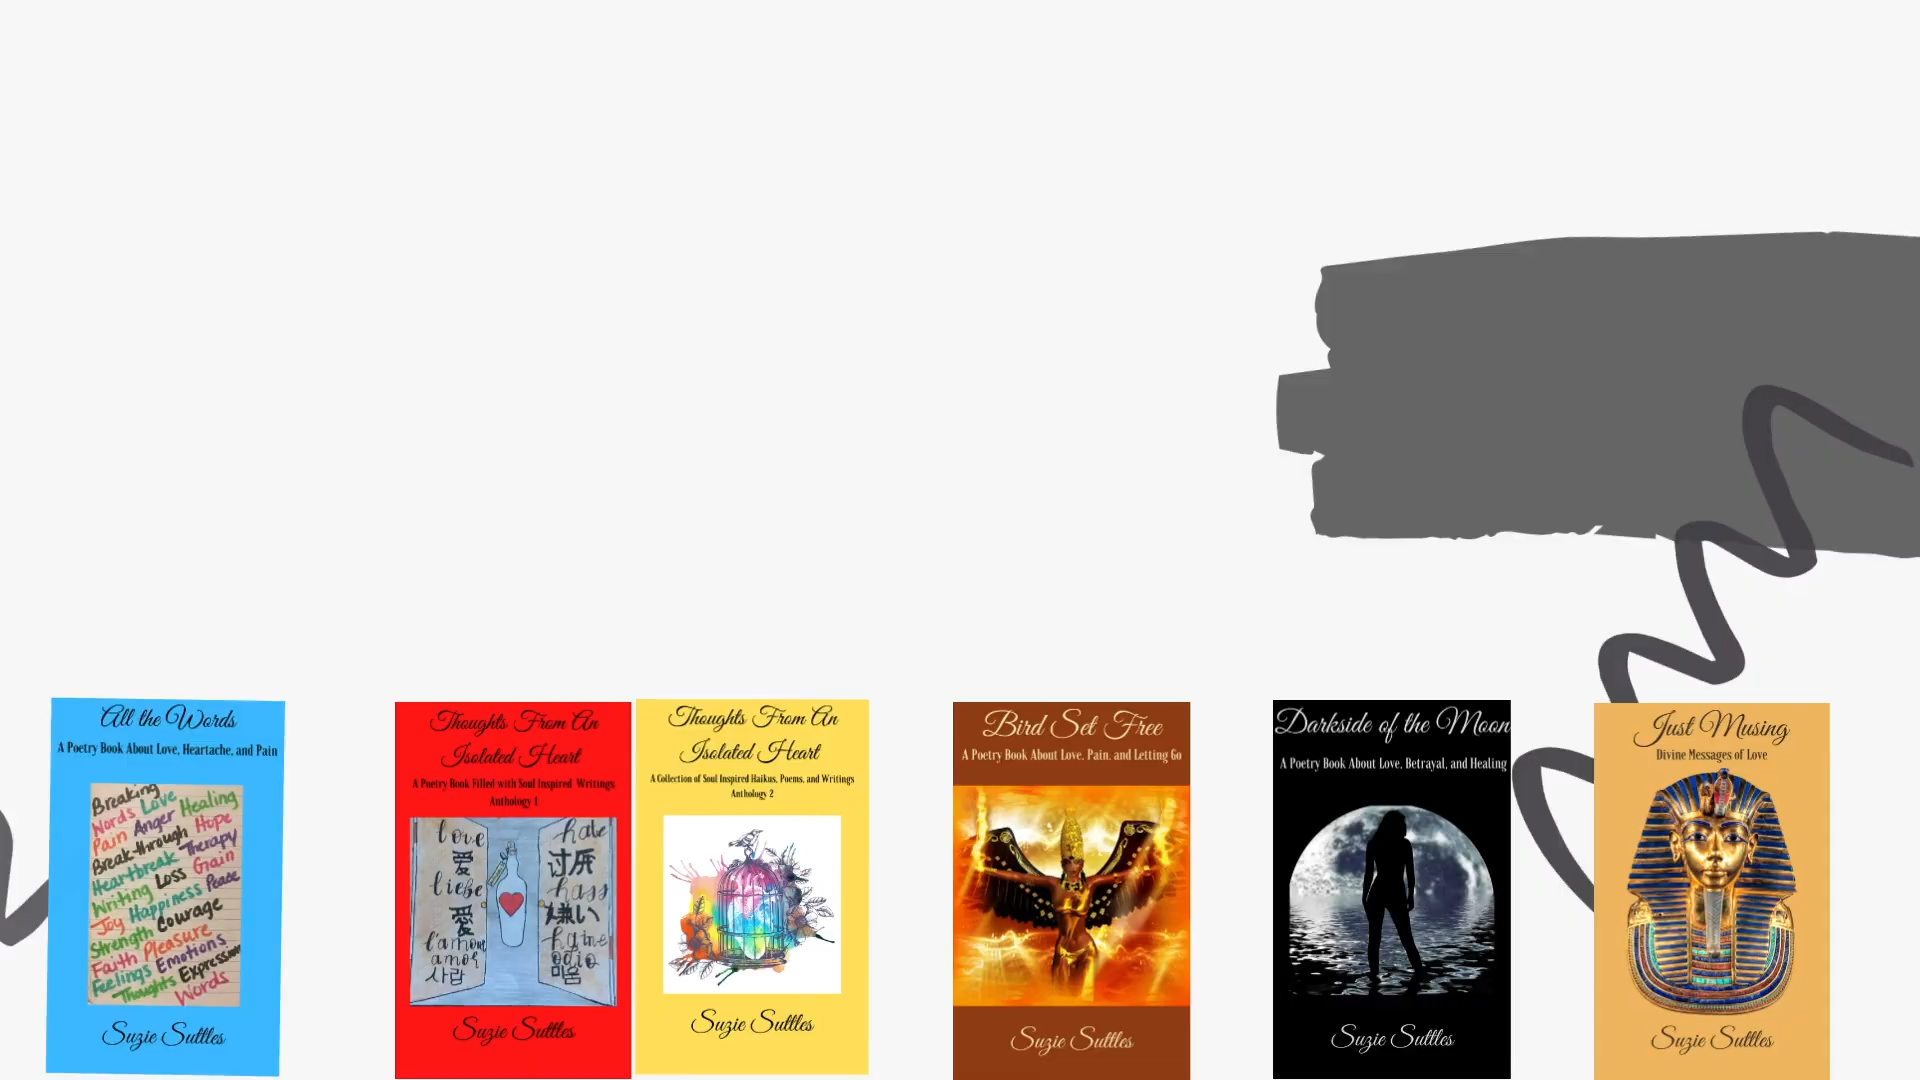 All the Words
A Poetry Book About Love, Heartache, and Pain
Breaking
Words Love Healing
Pain Anger Hope
Break-through Therapy
Heartbreak Grain
Writing Loss Peace
Joy Happiness
Strength Courage
Faith Pleasure
Feelings Emotions
Thoughts Expression
Words
Suzie Suttles
Thoughts From An
Isolated Heart
A Poetry Book Filled with Soul Inspired Writings
Anthology 1
love
愛
liebe
愛
l'amour
amor
사랑
hate
过厌
hass
嫌い
haine
odio
미움
Suzie Suttles
Thoughts From An
Isolated Heart
A Collection of Soul Inspired Haikus, Poems, and Writings
Anthology 2
Suzie Suttles
Bird Set Free
A Poetry Book About Love, Pain, and Letting Go
Suzie Suttles
Darkside of the Moon
A Poetry Book About Love, Betrayal, and Healing
Suzie Suttles
Just Musing
Divine Messages of Love
Suzie Suttles